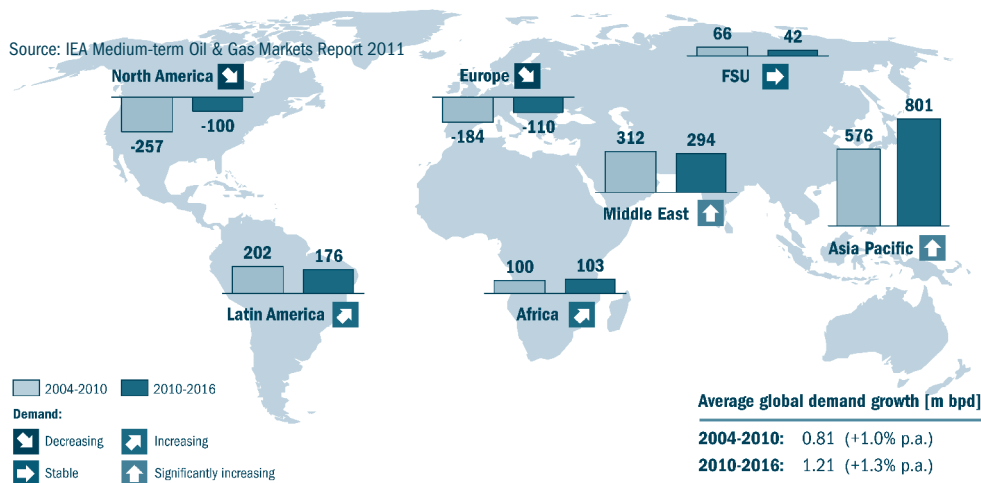 Source: IEA Medium-term Oil & Gas Markets Report 2011
66
42
North America
Europe
FSU
-257
-100
-184
-110
312
294
576
801
Middle East
Asia Pacific
202
176
100
103
Latin America
Africa
2004-2010
2010-2016
Demand:
Decreasing
Increasing
Stable
Significantly increasing
Average global demand growth [m bpd]
2004-2010: 0.81 (+1.0% p.a.)
2010-2016: 1.21 (+1.3% p.a.)